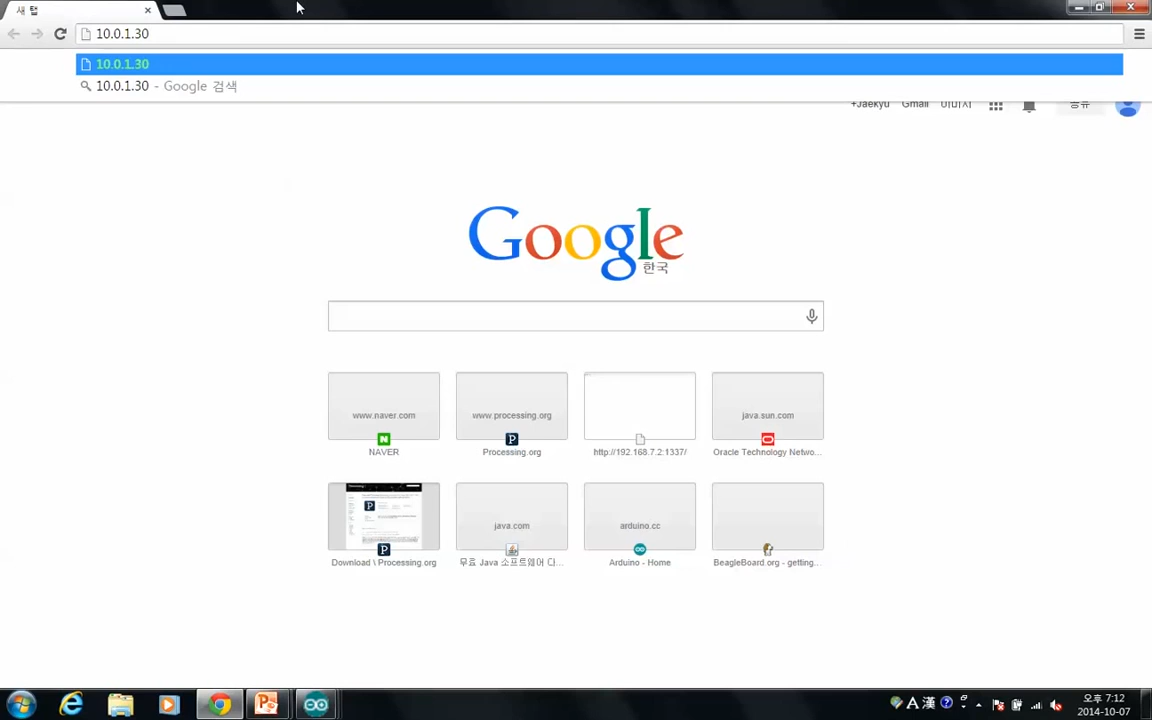 새 탭
10.0.1.30
10.0.1.30
10.0.1.30 - Google 검색
+Jaekyu Gmail 이미지 공유
Google
한국
www.naver.com
www.processing.org
java.sun.com
NAVER
Processing.org
http://192.168.7.2:1337/
Oracle Technology Netwo...
java.com
arduino.cc
Download \ Processing.org
무료 Java 소프트웨어 다...
Arduino - Home
BeagleBoard.org - getting...
A 漢
오후 7:12
2014-10-07